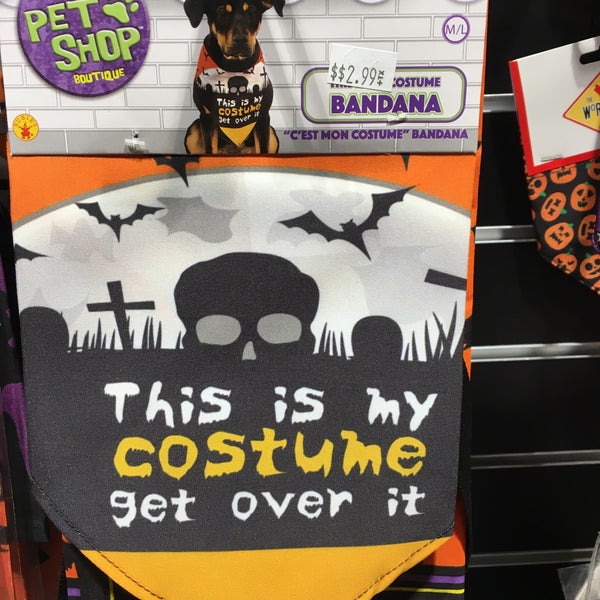 PET
SHOP
BOUTIQUE
M/L
$$2.99
COSTUME
BANDANA
"C'EST MON COSTUME" BANDANA
This is my
costume
get over it
This is my
costume
get over it